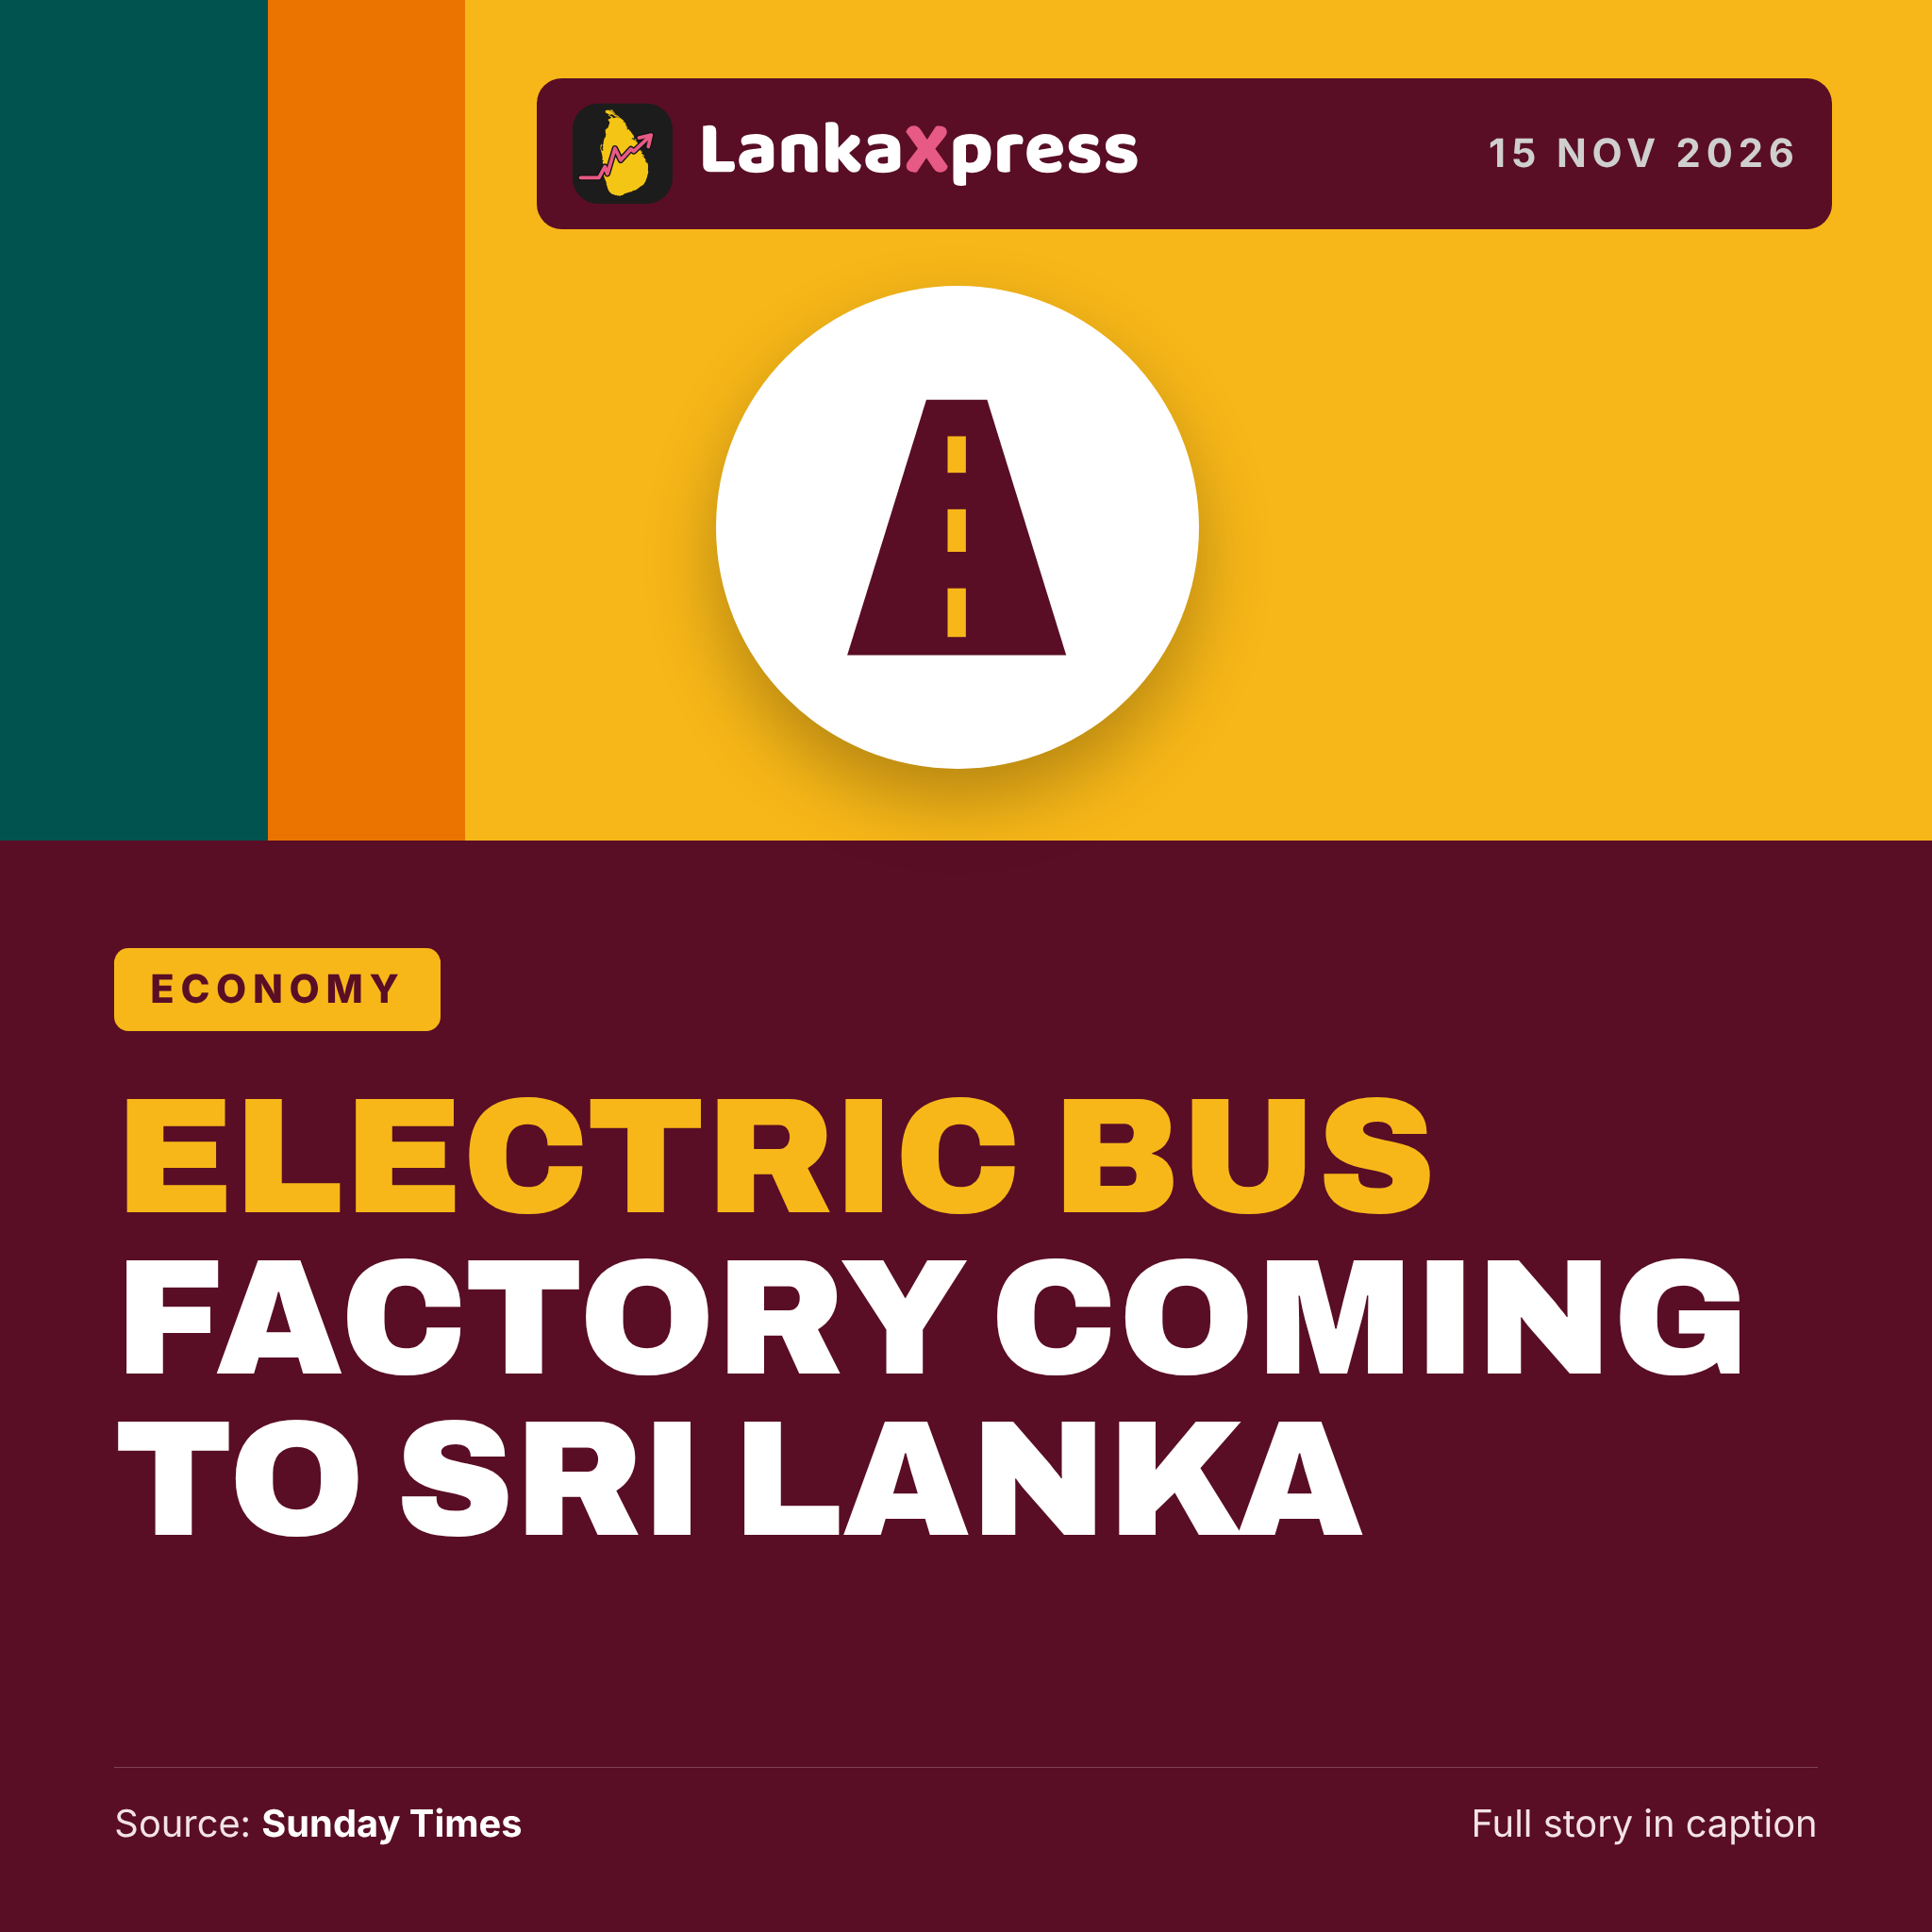 LankaXpress
15 NOV 2026
ECONOMY
ELECTRIC BUS
FACTORY COMING
TO SRI LANKA
Source: Sunday Times
Full story in caption